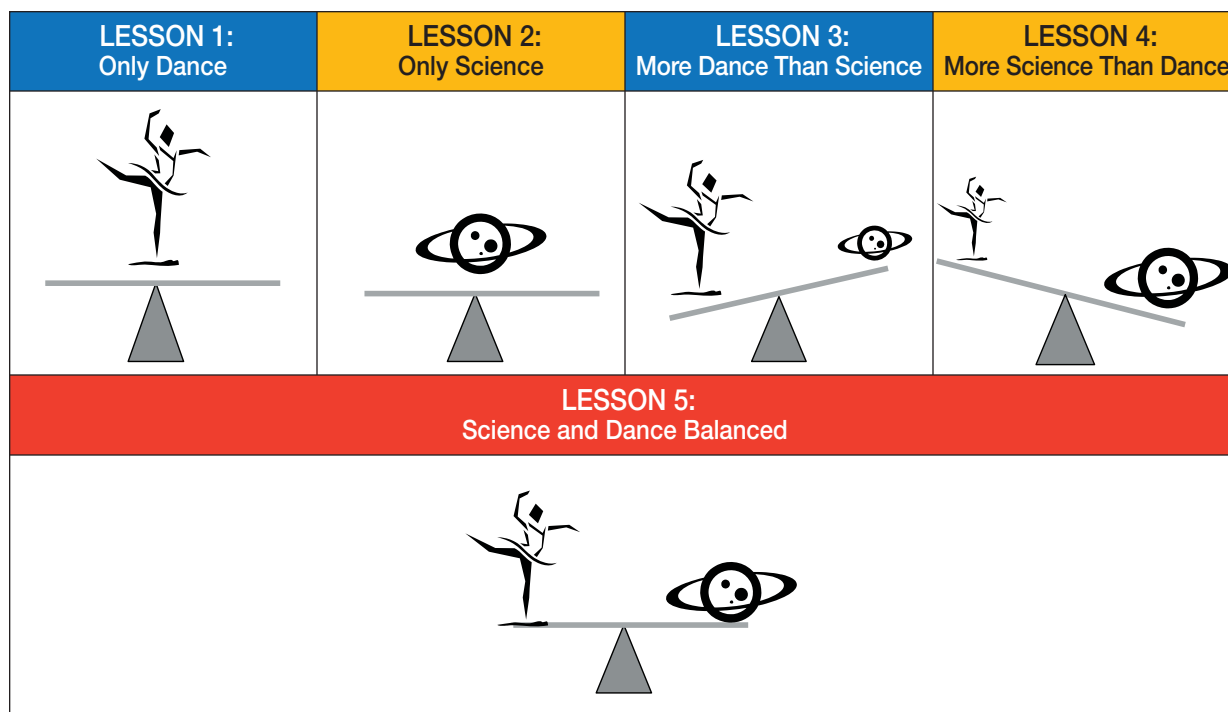 LESSON 1:
Only Dance
LESSON 2:
Only Science
LESSON 3:
More Dance Than Science
LESSON 4:
More Science Than Dance
LESSON 5:
Science and Dance Balanced